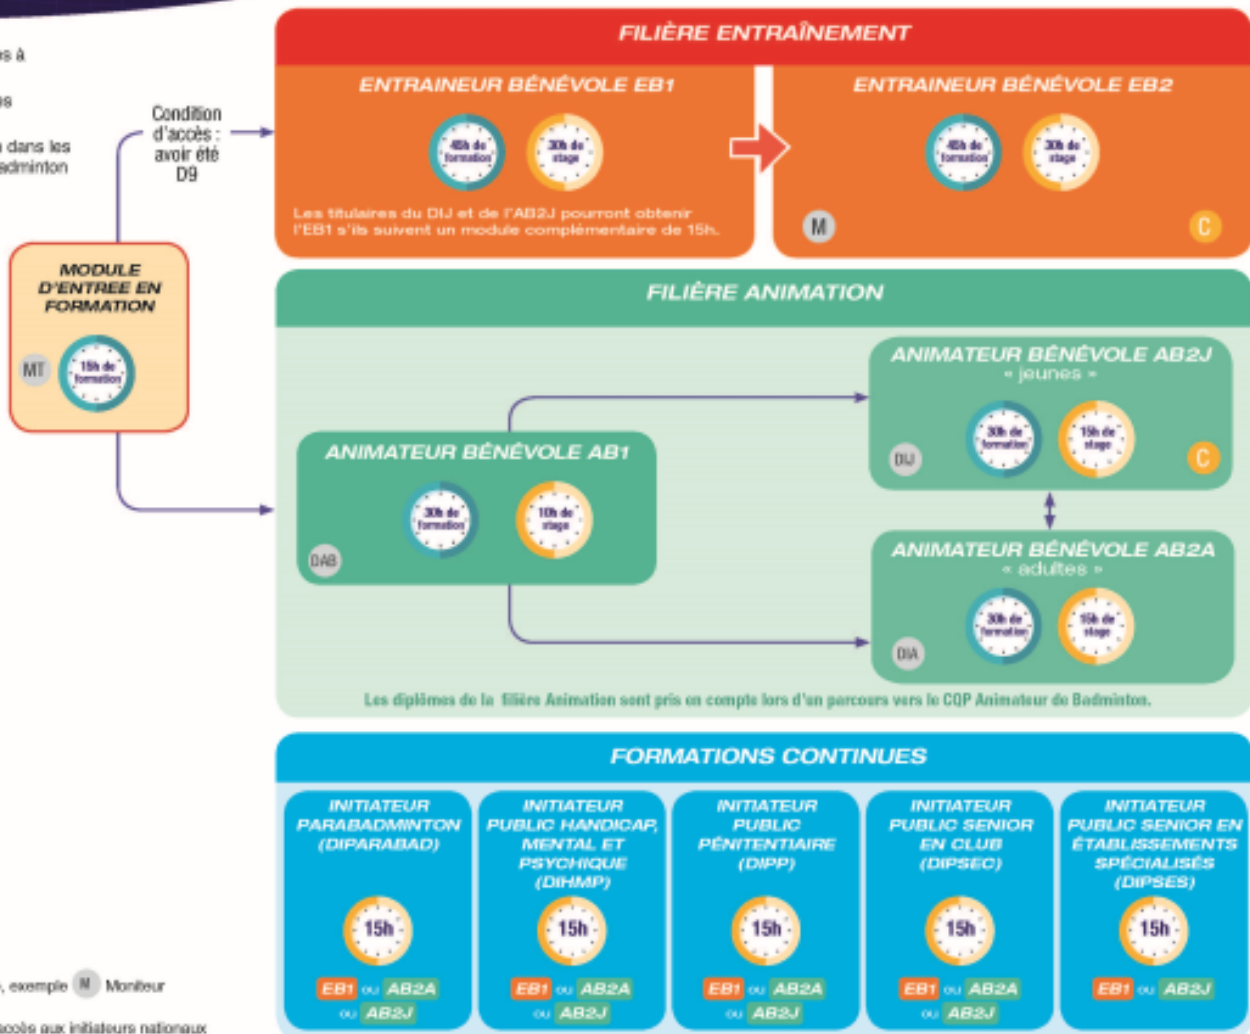 es à
es
n dans les
adminton
Condition
d'accès :
avoir été
D9
MODULE
D'ENTREE EN
FORMATION
MT
15h de
formation
FILIÈRE ENTRAÎNEMENT
ENTRAINEUR BÉNÉVOLE EB1
45h de
formation
30h de
stage
Les titulaires du DIJ et de l'AB2J pourront obtenir
l'EB1 s'ils suivent un module complémentaire de 15h.
ENTRAINEUR BÉNÉVOLE EB2
45h de
formation
30h de
stage
M
C
FILIÈRE ANIMATION
ANIMATEUR BÉNÉVOLE AB1
30h de
formation
10h de
stage
DAB
ANIMATEUR BÉNÉVOLE AB2J
« jeunes »
30h de
formation
15h de
stage
DIJ
C
ANIMATEUR BÉNÉVOLE AB2A
« adultes »
30h de
formation
15h de
stage
DIA
Les diplômes de la filière Animation sont pris en compte lors d'un parcours vers le CQP Animateur de Badminton.
FORMATIONS CONTINUES
INITIATEUR
PARABADMINTON
(DIPARABAD)
15h
EB1 ou AB2A
ou AB2J
INITIATEUR
PUBLIC HANDICAP,
MENTAL ET
PSYCHIQUE
(DIHMP)
15h
EB1 ou AB2A
ou AB2J
INITIATEUR
PUBLIC
PÉNITENTIAIRE
(DIPP)
15h
EB1 ou AB2A
ou AB2J
INITIATEUR
PUBLIC SENIOR
EN CLUB
(DIPSEC)
15h
EB1 ou AB2A
ou AB2J
INITIATEUR
PUBLIC SENIOR EN
ÉTABLISSEMENTS
SPÉCIALISÉS
(DIPSES)
15h
EB1 ou AB2J
, exemple M Moniteur
accès aux initiateurs nationaux